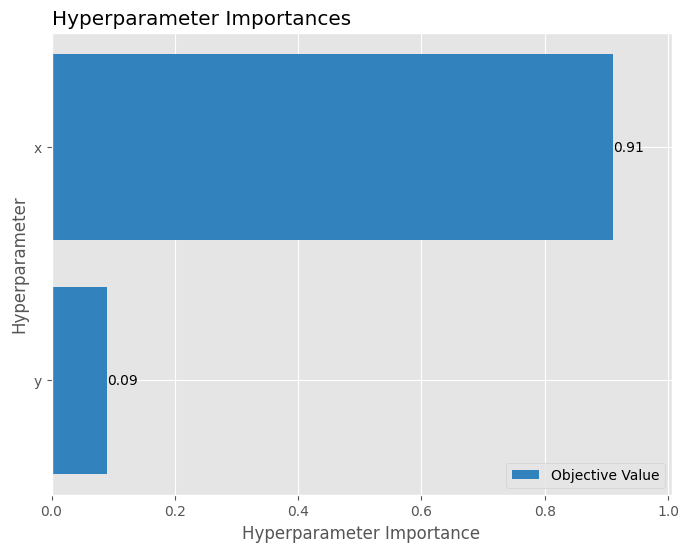 Hyperparameter Importances
Hyperparameter
x
0.91
y
0.09
Objective Value
0.0 0.2 0.4 0.6 0.8 1.0
Hyperparameter Importance